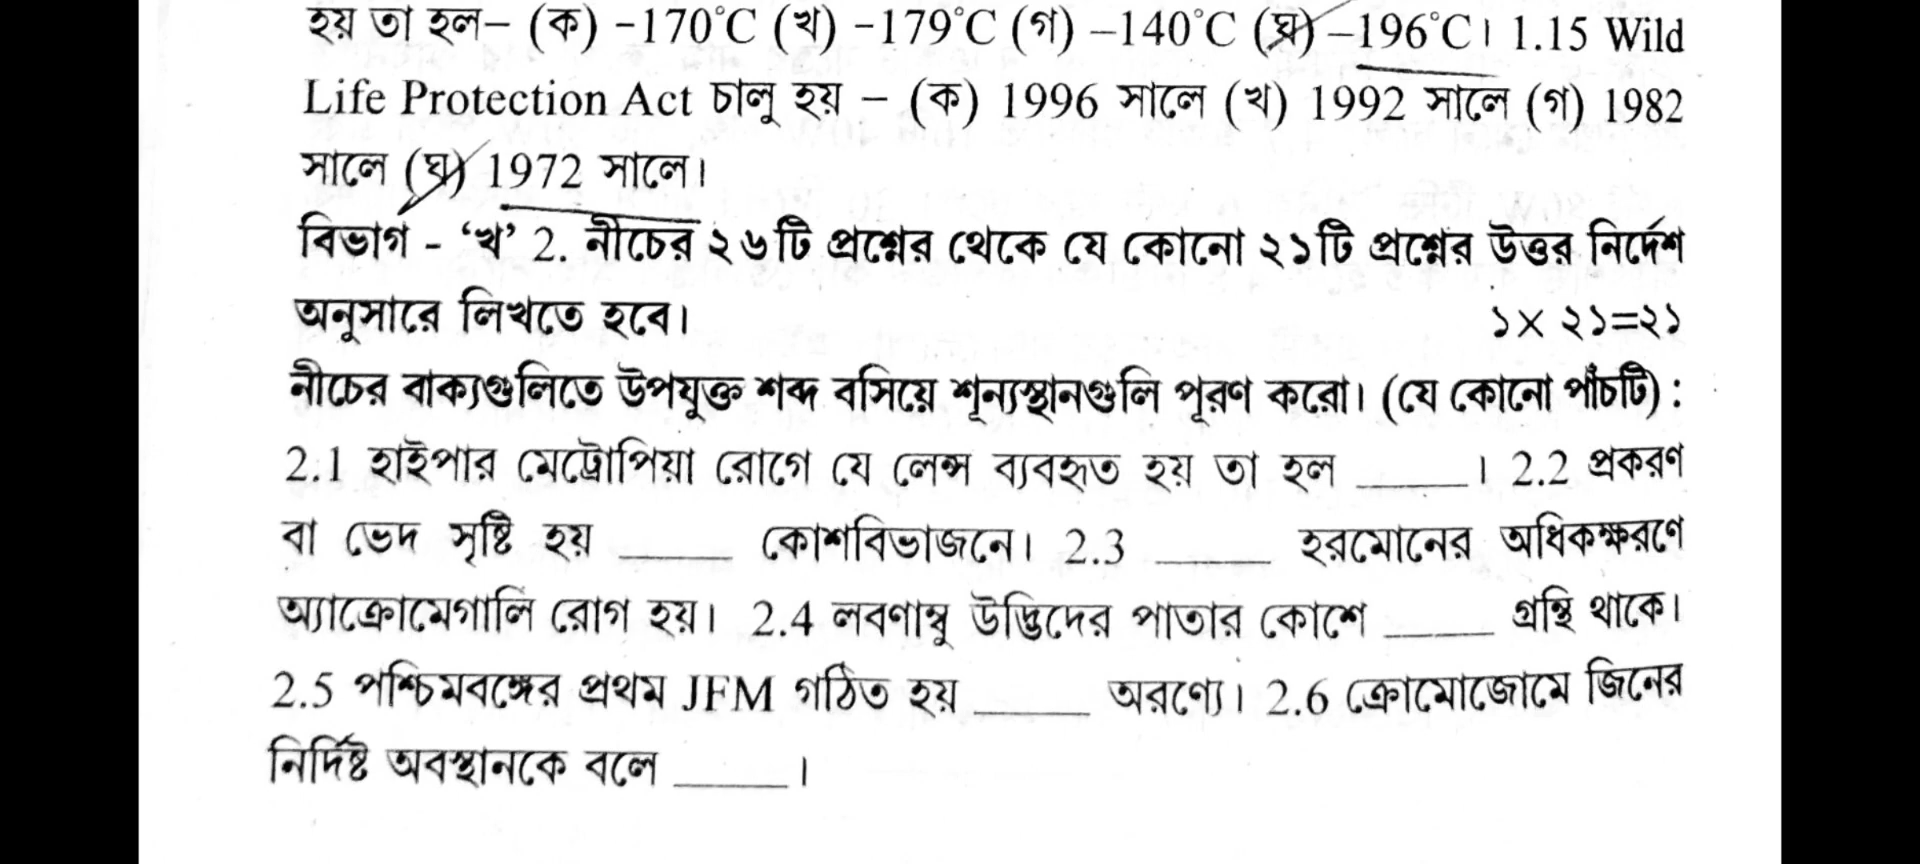 হয় তা হল– (ক) -170°C (খ) -179°C (গ) –140°C (ঘ) –196°C। 1.15 Wild
Life Protection Act চালু হয় – (ক) 1996 সালে (খ) 1992 সালে (গ) 1982
সালে (ঘ) 1972 সালে।
বিভাগ - ‘খ’ 2. নীচের ২৬টি প্রশ্নের থেকে যে কোনো ২১টি প্রশ্নের উত্তর নির্দেশ
অনুসারে লিখতে হবে। ১× ২১=২১
নীচের বাক্যগুলিতে উপযুক্ত শব্দ বসিয়ে শূন্যস্থানগুলি পূরণ করো। (যে কোনো পাঁচটি) :
2.1 হাইপার মেট্রোপিয়া রোগে যে লেন্স ব্যবহৃত হয় তা হল _____। 2.2 প্রকরণ
বা ভেদ সৃষ্টি হয় _____ কোশবিভাজনে। 2.3 _____ হরমোনের অধিকক্ষরণে
অ্যাক্রোমেগালি রোগ হয়। 2.4 লবণাম্বু উদ্ভিদের পাতার কোশে _____ গ্রন্থি থাকে।
2.5 পশ্চিমবঙ্গের প্রথম JFM গঠিত হয় _____ অরণ্যে। 2.6 ক্রোমোজোমে জিনের
নির্দিষ্ট অবস্থানকে বলে _____।